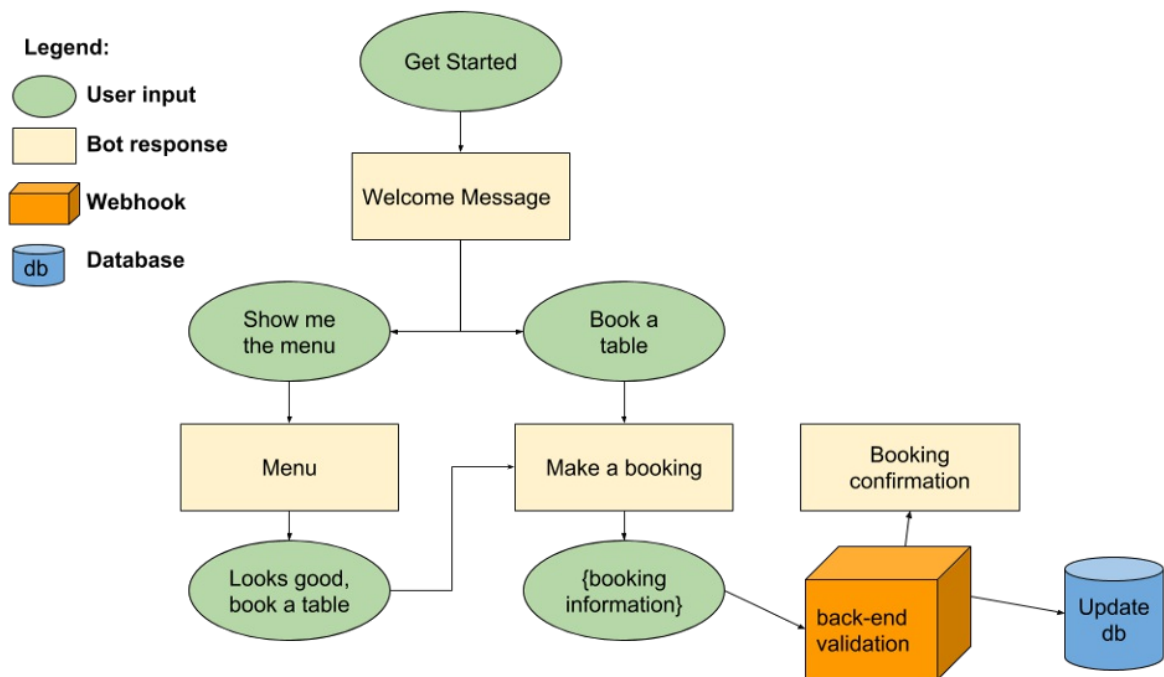 Legend:
User input
Bot response
Webhook
db
Database
Get Started
Welcome Message
Show me
the menu
Book a
table
Menu
Make a booking
Booking
confirmation
Looks good,
book a table
{booking
information}
back-end
validation
Update
db